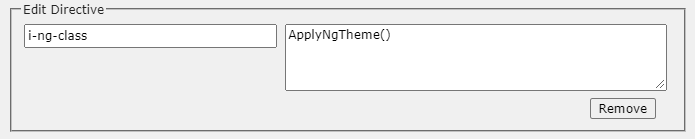 Edit Directive
i-ng-class
ApplyNgTheme()
Remove